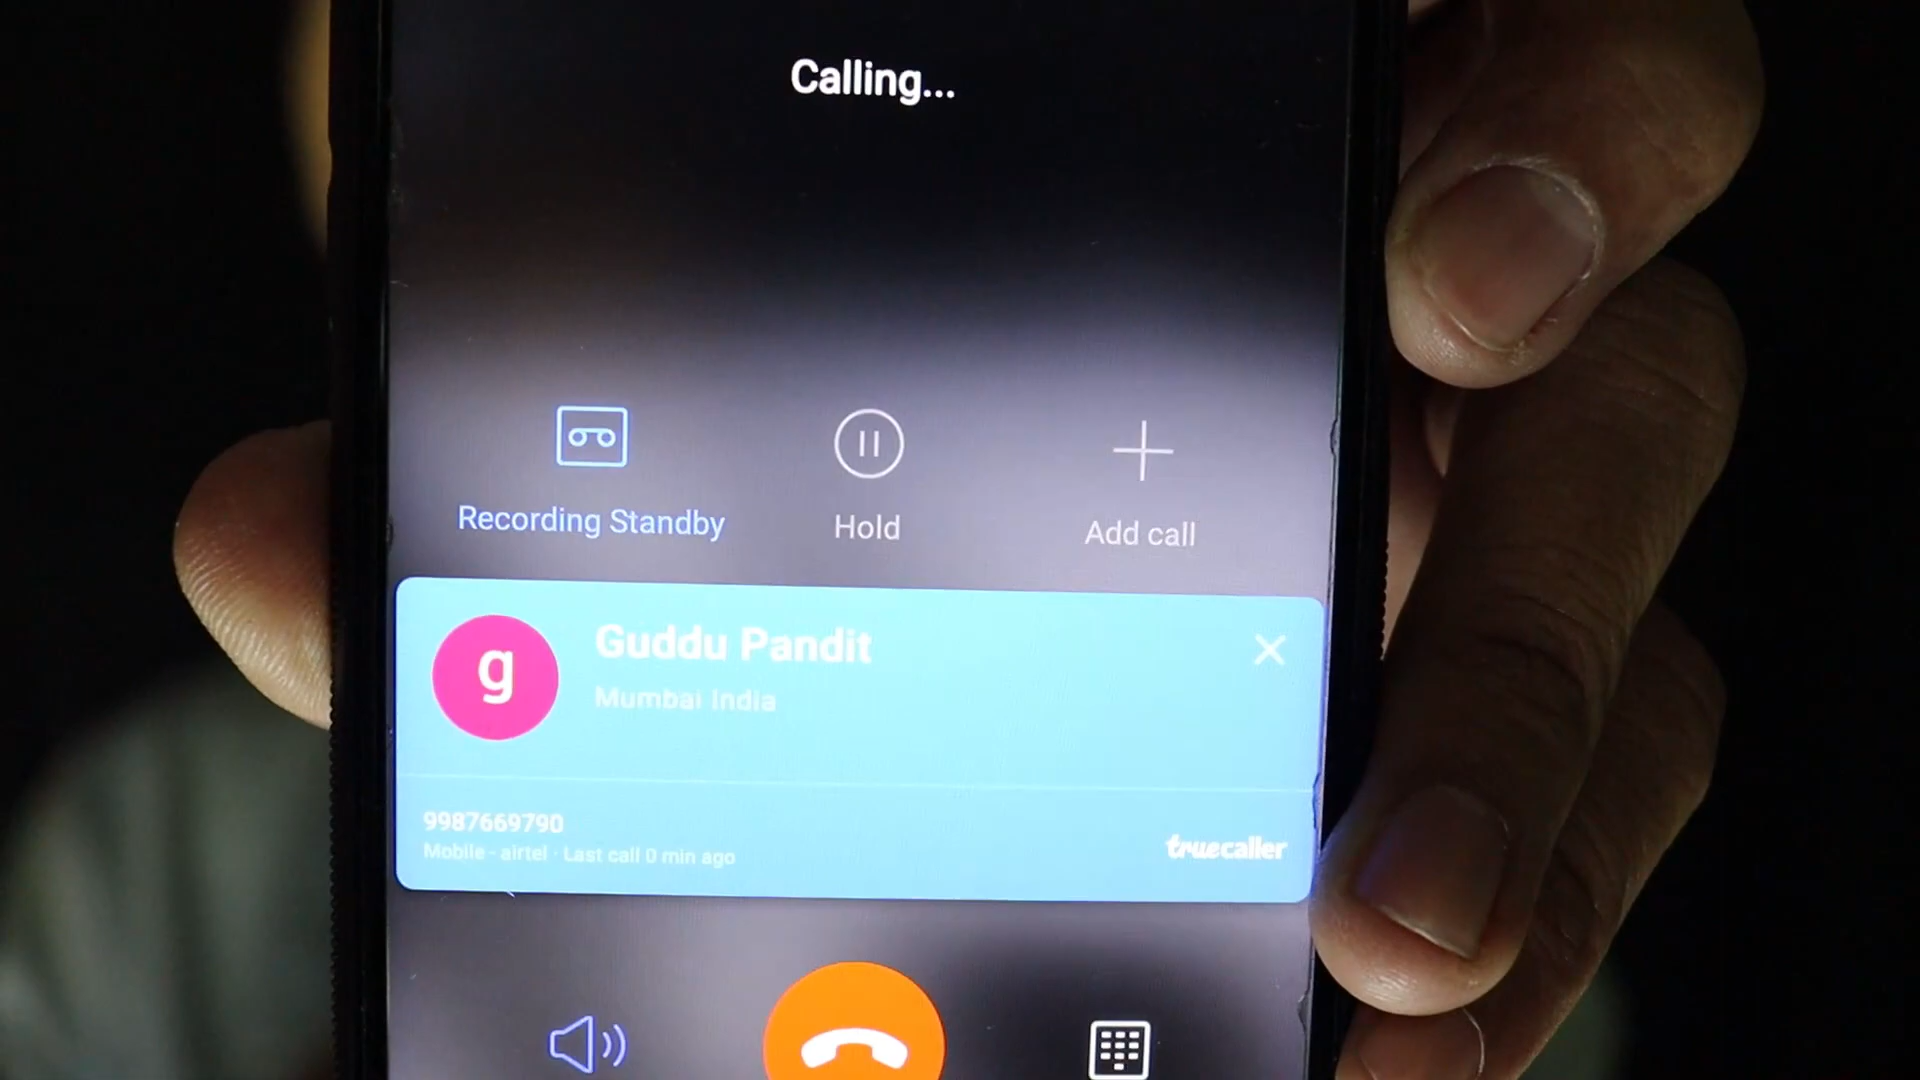 Calling...
Recording Standby
Hold
Add call
g
Guddu Pandit
Mumbai India
9987669790
Mobile - airtel · Last call 0 min ago
truecaller